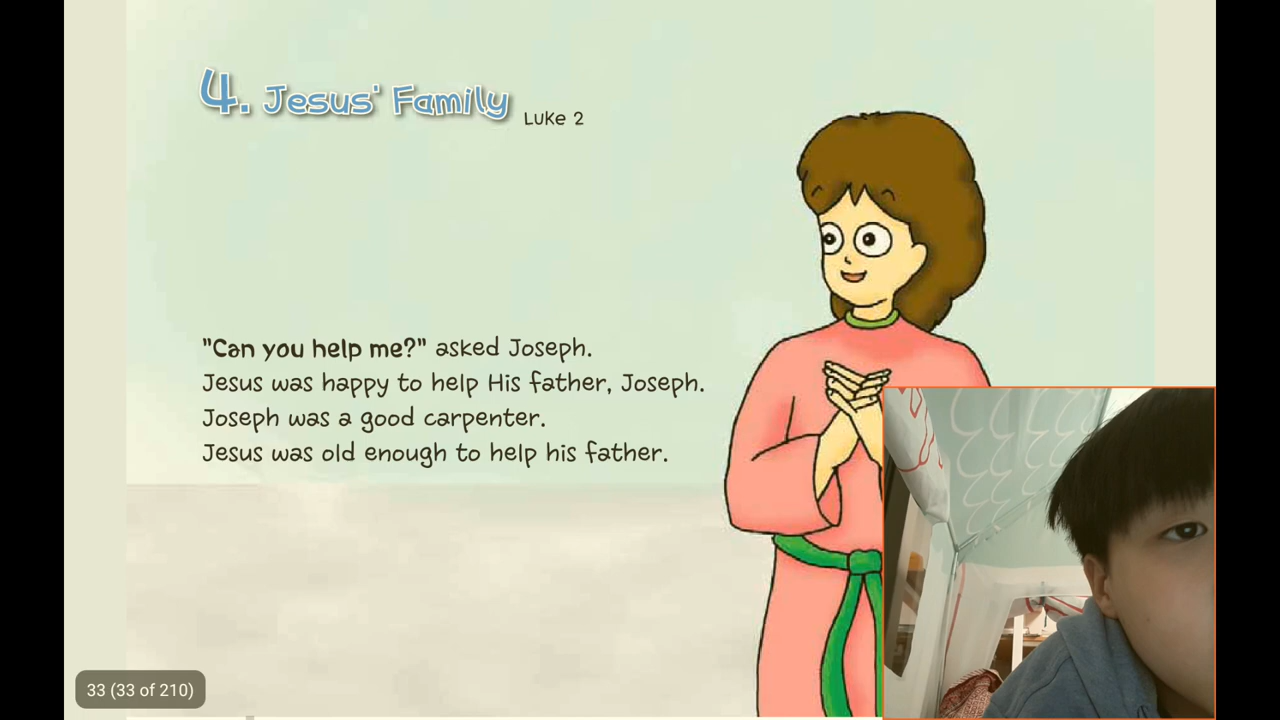 4. Jesus' Family Luke 2
"Can you help me?" asked Joseph.
Jesus was happy to help His father, Joseph.
Joseph was a good carpenter.
Jesus was old enough to help his father.
33 (33 of 210)